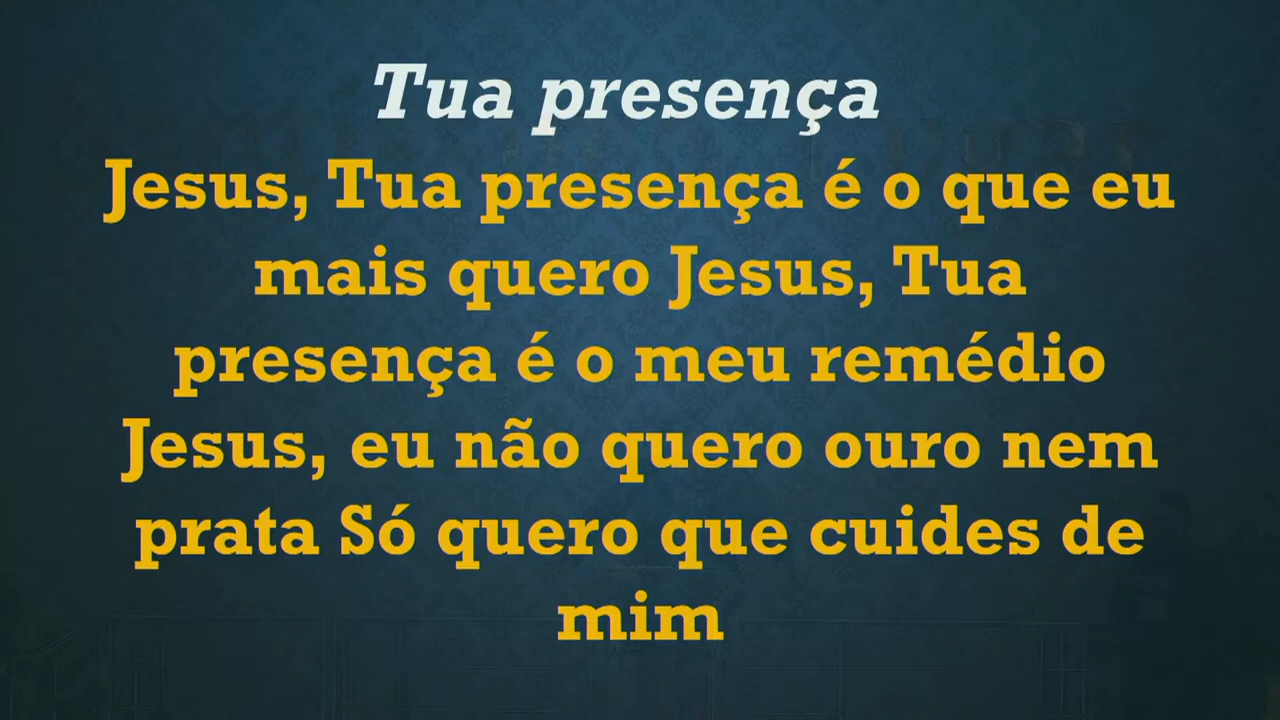 Tua presença
Jesus, Tua presença é o que eu
mais quero Jesus, Tua
presença é o meu remédio
Jesus, eu não quero ouro nem
prata Só quero que cuides de
mim